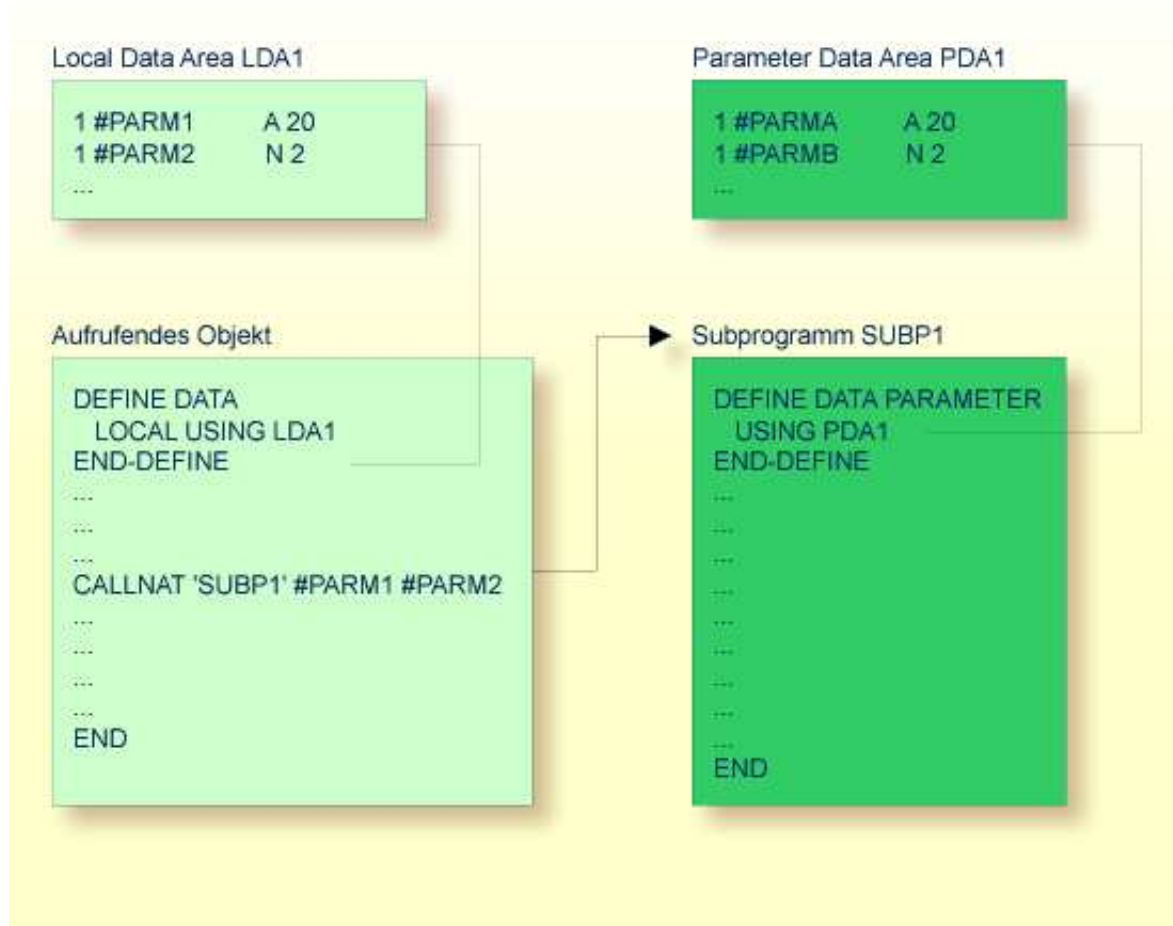 Local Data Area LDA1
1 #PARM1 A 20
1 #PARM2 N 2
...
Parameter Data Area PDA1
1 #PARMA A 20
1 #PARMB N 2
...
Aufrufendes Objekt
DEFINE DATA
LOCAL USING LDA1
END-DEFINE
...
...
...
CALLNAT 'SUBP1' #PARM1 #PARM2
...
...
...
...
END
Subprogramm SUBP1
DEFINE DATA PARAMETER
USING PDA1
END-DEFINE
...
...
...
...
...
...
...
...
...
END